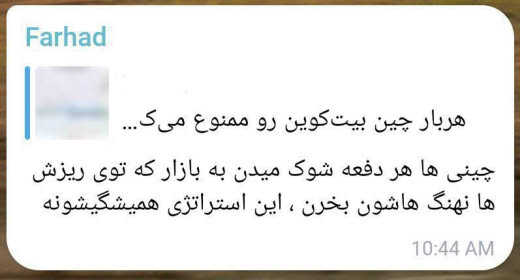 Farhad
هربار چین بیت‌کوین رو ممنوع می‌ک...
چینی ها هر دفعه شوک میدن به بازار که توی ریزش
ها نهنگ هاشون بخرن ، این استراتژی همیشگیشونه
10:44 AM